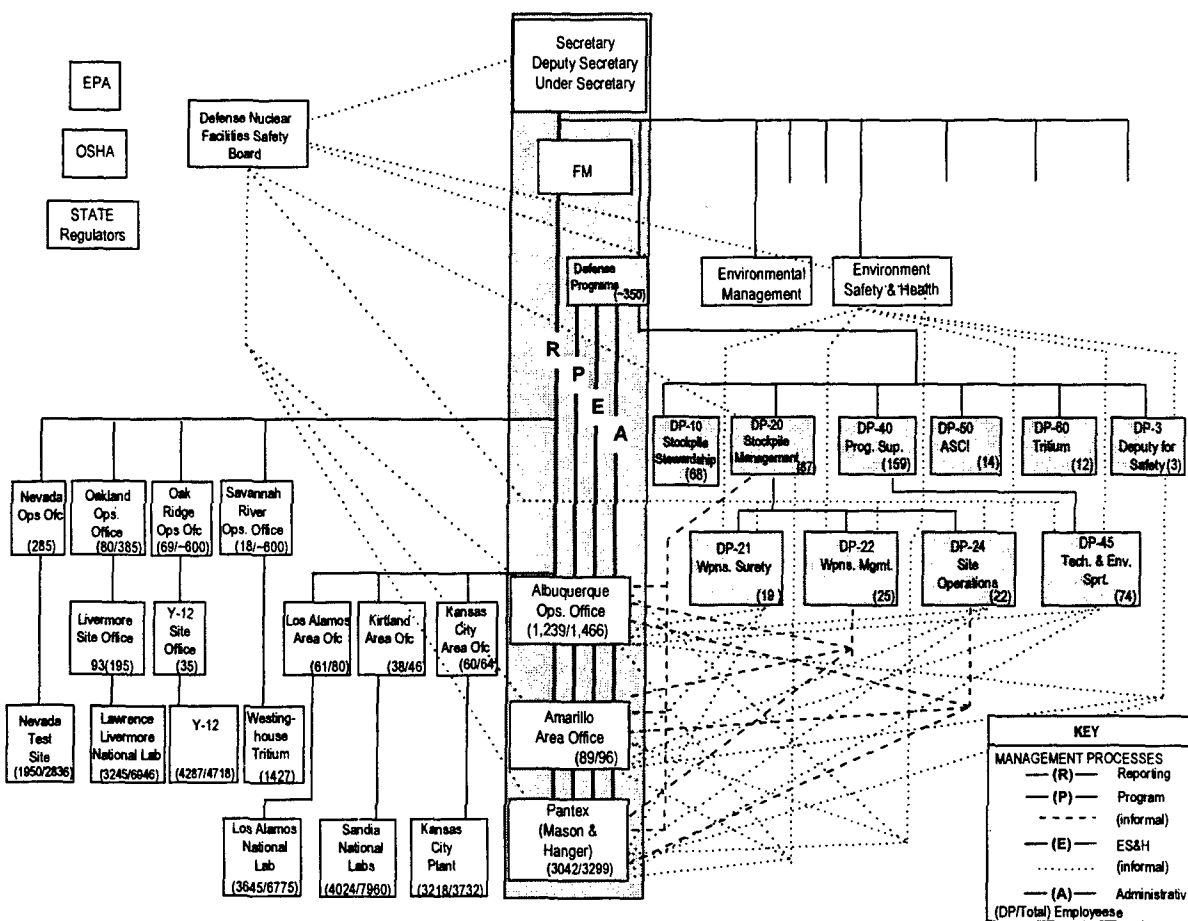 Secretary
Deputy Secretary
Under Secretary
EPA
Defense Nuclear
Facilities Safety
Board
OSHA
FM
STATE
Regulators
Defense
Programs
(~350)
Environmental
Management
Environment
Safety & Health
R
P
E
A
DP-10
Stockpile
Stewardship
(68)
DP-20
Stockpile
Management
(87)
DP-40
Prog. Sup.
(159)
DP-50
ASCI
(14)
DP-60
Tritium
(12)
DP-3
Deputy for
Safety (3)
Nevada
Ops Ofc
(285)
Oakland
Ops.
Office
(80/385)
Oak
Ridge
Ops Ofc
(69/~600)
Savannah
River
Ops. Office
(18/~600)
DP-21
Wpns. Surety
(19)
DP-22
Wpns. Mgmt.
(25)
DP-24
Site
Operations
(22)
DP-45
Tech. & Env.
Sprt.
(74)
Albuquerque
Ops. Office
(1,239/1,466)
Livermore
Site Office
93(195)
Y-12
Site
Office
(35)
Los Alamos
Area Ofc
(61/80)
Kirtland
Area Ofc
(38/46)
Kansas
City
Area Ofc
(60/64)
Nevada
Test
Site
(1950/2836)
Lawrence
Livermore
National Lab
(3245/6946)
Y-12
(4287/4718)
Westing-
house
Tritium
(1427)
Amarillo
Area Office
(89/96)
Los Alamos
National
Lab
(3645/6775)
Sandia
National
Labs
(4024/7960)
Kansas
City
Plant
(3218/3732)
Pantex
(Mason &
Hanger)
(3042/3299)
KEY
MANAGEMENT PROCESSES
(R) Reporting
(P) Program
(informal)
(E) ES&H
(informal)
(A) Administrativ
(DP/Total) Employeese